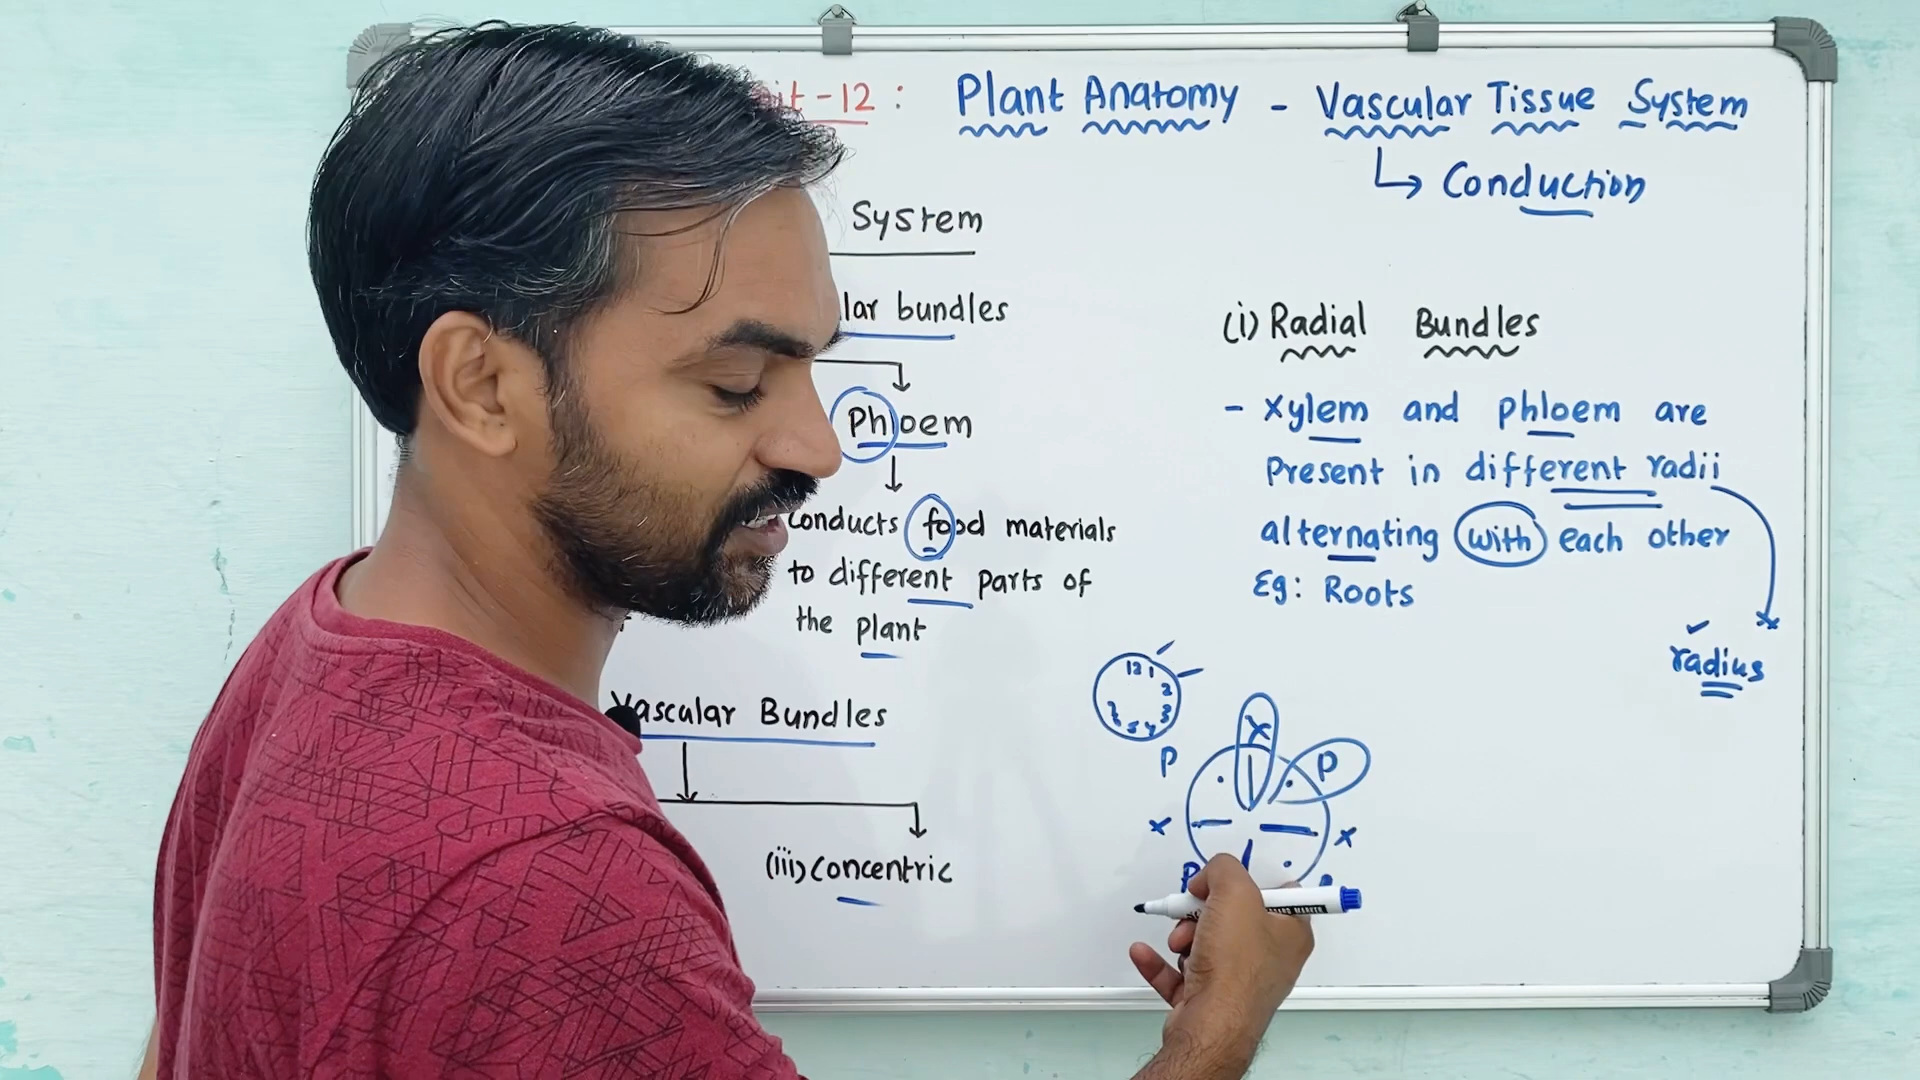 it-12 : Plant Anatomy - Vascular Tissue System
↳ Conduction
System
lar bundles
Phloem
conducts food materials
to different parts of
the plant
Vascular Bundles
(iii) Concentric
(i) Radial Bundles
- Xylem and phloem are
Present in different radii
alternating with each other
Eg: Roots
radius
12 1
2
3
5 4
7
P X P
X X
P